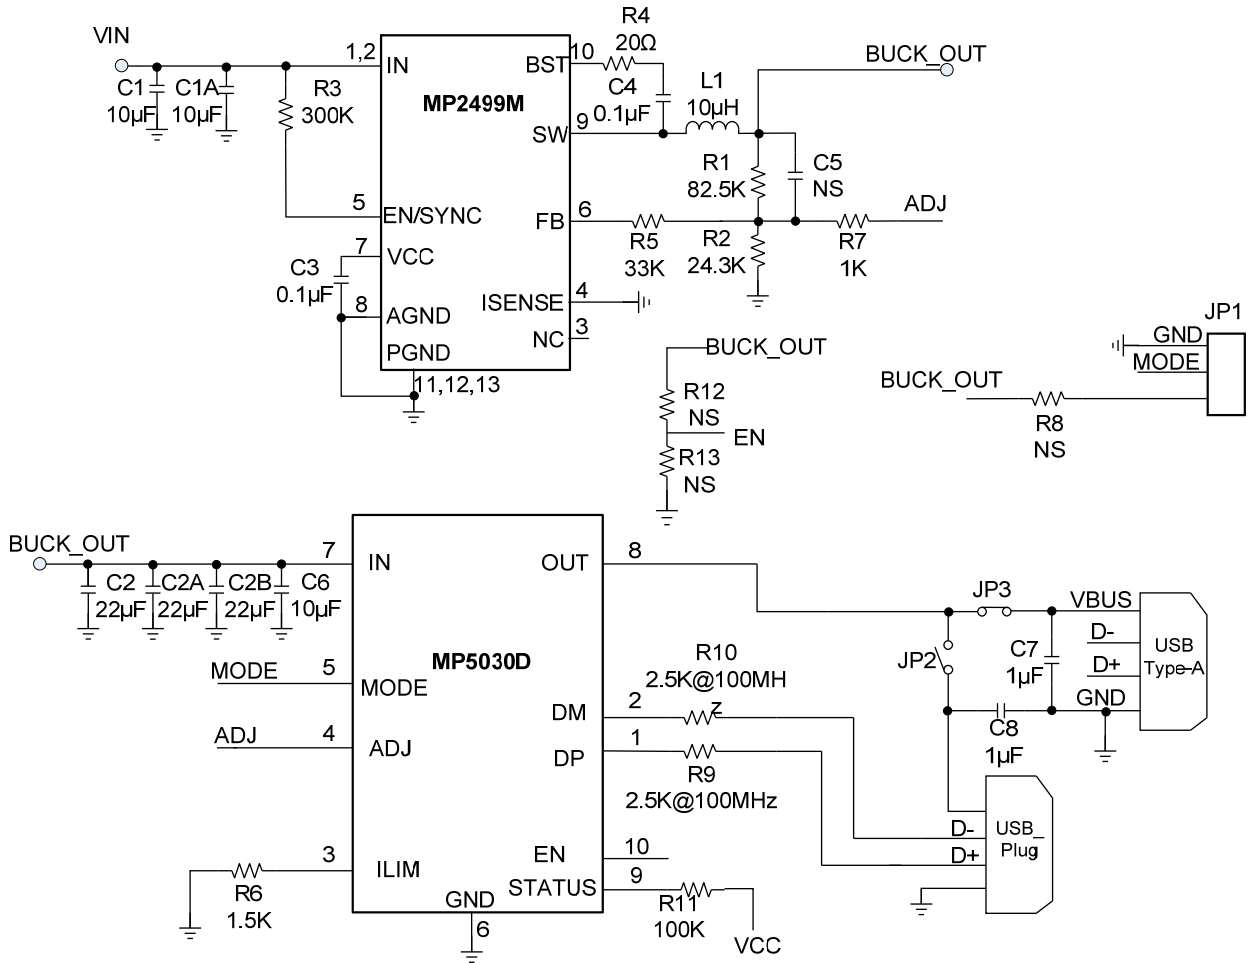 VIN
C1
10µF
C1A
10µF
R3
300K
1,2
IN
MP2499M
BST
10
R4
20Ω
C4
0.1µF
SW
9
L1
10µH
BUCK_OUT
R1
82.5K
C5
NS
5
EN/SYNC
FB
6
R5
33K
R2
24.3K
R7
1K
ADJ
7
VCC
C3
0.1µF
8
AGND
ISENSE
4
NC
3
PGND
11,12,13
BUCK_OUT
R12
NS
EN
R13
NS
JP1
GND
MODE
BUCK_OUT
R8
NS
BUCK_OUT
C2
22µF
C2A
22µF
C2B
22µF
C6
10µF
7
IN
OUT
8
MP5030D
MODE
5
MODE
ADJ
4
ADJ
R10
2.5K@100MH
z
DM
2
DP
1
R9
2.5K@100MHz
3
ILIM
R6
1.5K
EN
10
STATUS
9
R11
100K
VCC
GND
6
JP3
JP2
VBUS
D-
D+
GND
C7
1µF
C8
1µF
USB
Type-A
D-
D+
USB_
Plug